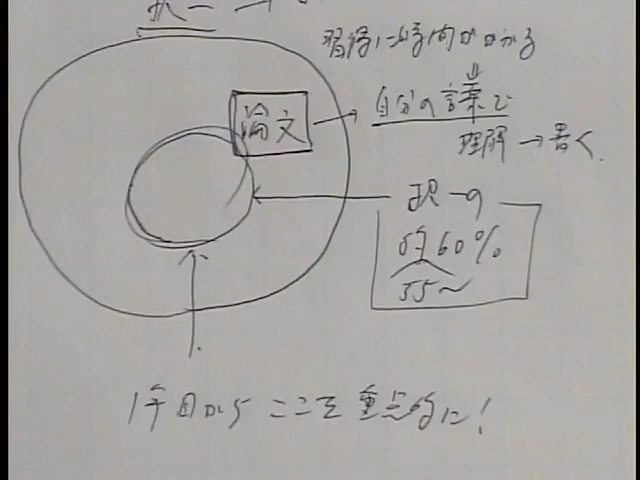 択一 →
習得に時間がかかる
⇓
論文 → 自分の言葉で
理解 → 書く.
択一の
約60%
55〜
1年目から ここを重点的に!